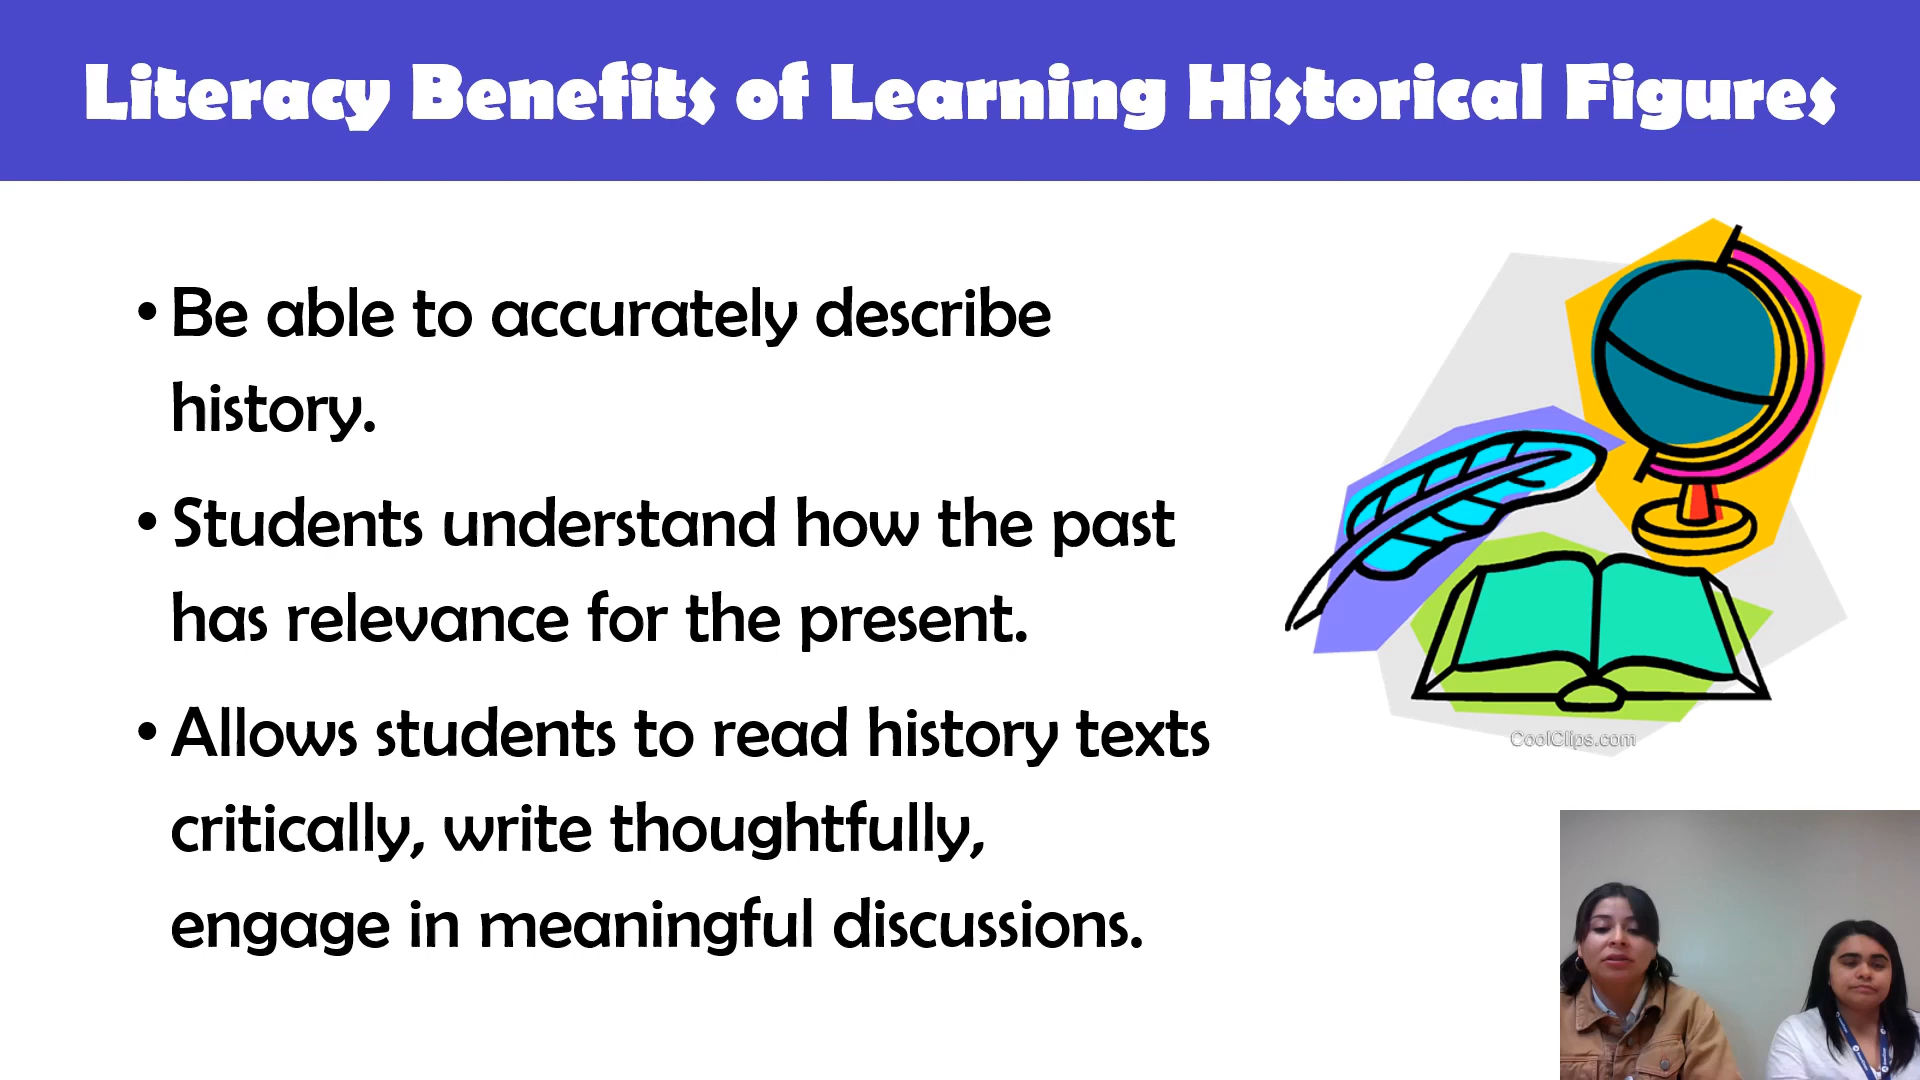 Literacy Benefits of Learning Historical Figures
• Be able to accurately describe
history.
• Students understand how the past
has relevance for the present.
• Allows students to read history texts
critically, write thoughtfully,
engage in meaningful discussions.
CoolClips.com